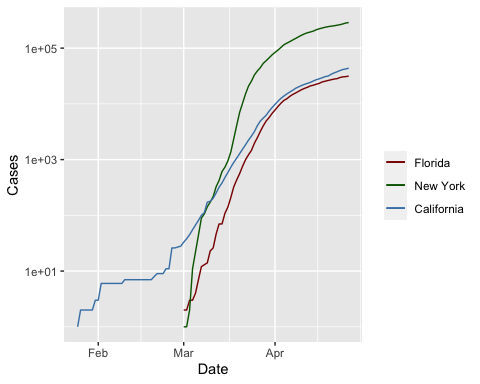 1e+05
1e+03
1e+01
Cases
Feb Mar Apr
Date
Florida
New York
California